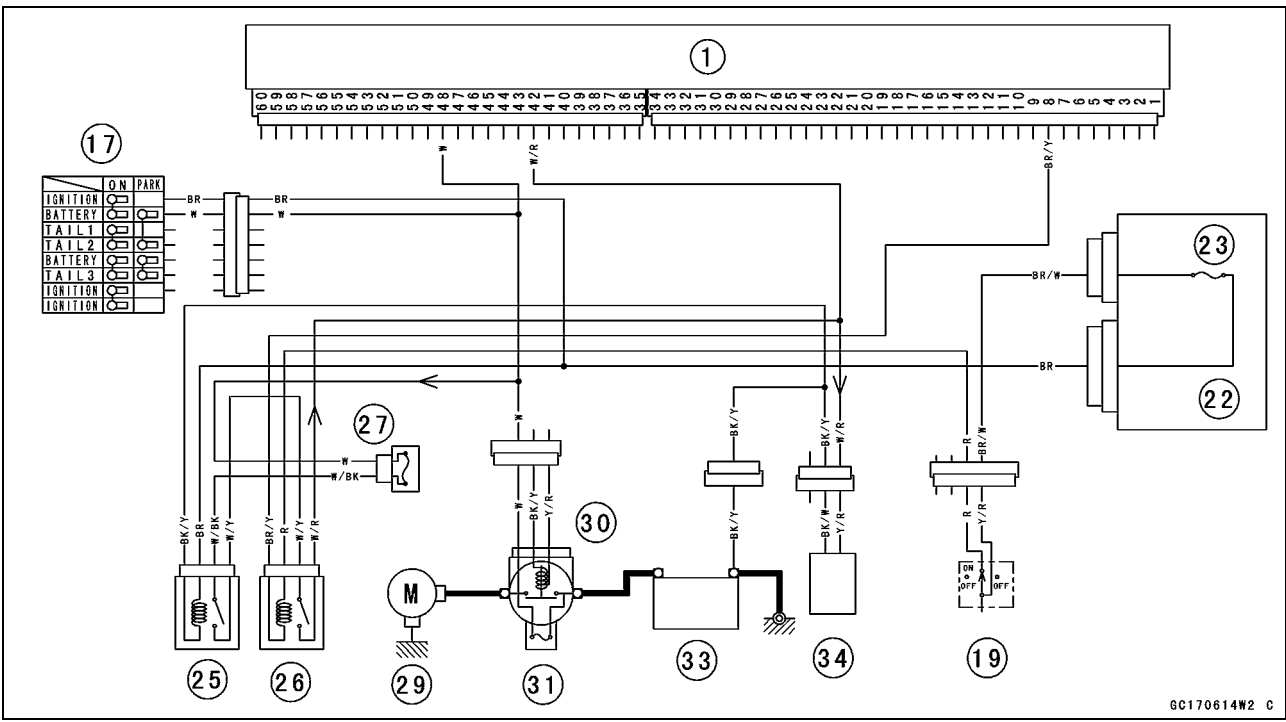 1
60 59 58 57 56 55 54 53 52 51 50 49 48 47 46 45 44 43 42 41 40 39 38 37 36 35 34 33 32 31 30 29 28 27 26 25 24 23 22 21 20 19 18 17 16 15 14 13 12 11 10 9 8 7 6 5 4 3 2 1
W
W/R
BR/Y
17
ON PARK
IGNITION
BATTERY
TAIL1
TAIL2
BATTERY
TAIL3
IGNITION
IGNITION
BR
BR
W
W
23
BR/W
BR
22
27
W
W/BK
W
BK/Y
BK/Y
W/R
R
BR/W
BK/Y
BR
W/BK
W/Y
BR/Y
R
W/Y
W/R
W
BK/Y
Y/R
30
BK/Y
BK/W
Y/R
R
Y/R
M
ON
OFF
OFF
25
26
29
31
33
34
19
GC170614W2 C